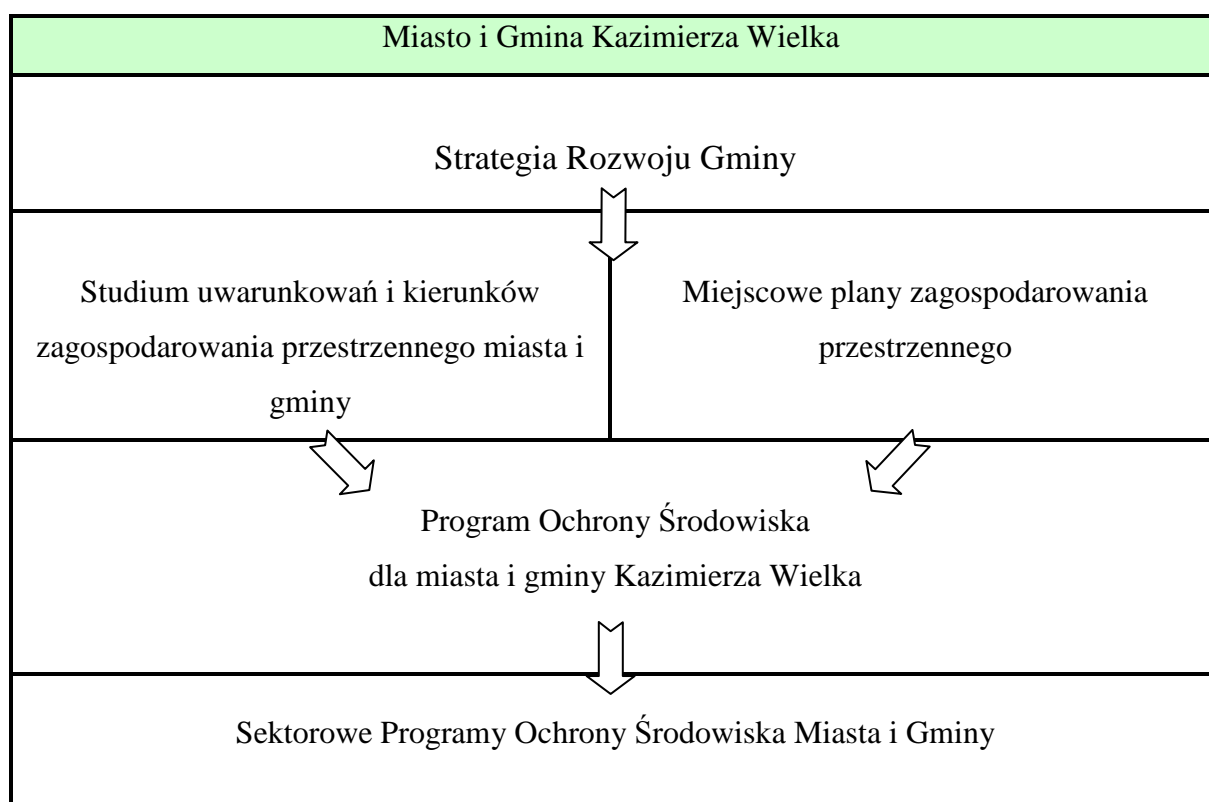 Miasto i Gmina Kazimierza Wielka
Strategia Rozwoju Gminy
Studium uwarunkowań i kierunków
zagospodarowania przestrzennego miasta i
gminy
Miejscowe plany zagospodarowania
przestrzennego
Program Ochrony Środowiska
dla miasta i gminy Kazimierza Wielka
Sektorowe Programy Ochrony Środowiska Miasta i Gminy